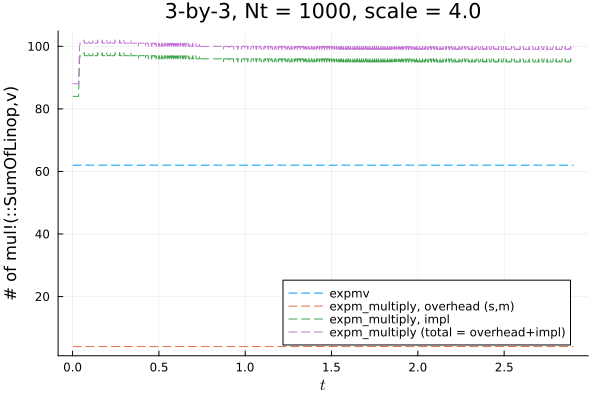 3-by-3, Nt = 1000, scale = 4.0
# of mul!(::SumOfLinop,v)
100
80
60
40
20
expmv
expm_multiply, overhead (s,m)
expm_multiply, impl
expm_multiply (total = overhead+impl)
0.0 0.5 1.0 1.5 2.0 2.5
t